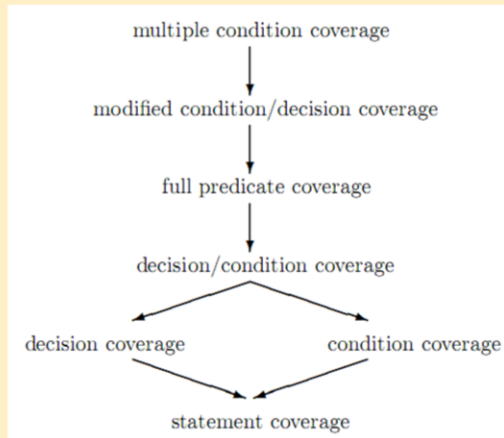 multiple condition coverage
modified condition/decision coverage
full predicate coverage
decision/condition coverage
decision coverage
condition coverage
statement coverage